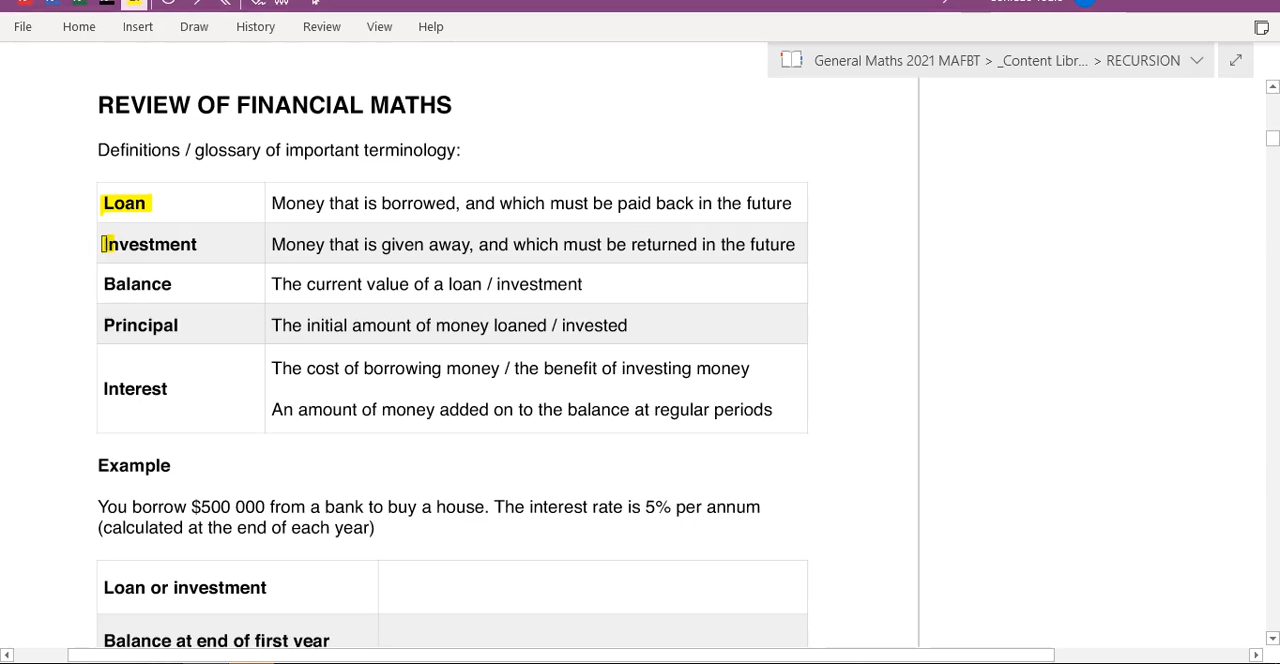 File Home Insert Draw History Review View Help
General Maths 2021 MAFBT > _Content Libr... > RECURSION
REVIEW OF FINANCIAL MATHS
Definitions / glossary of important terminology:
Loan Money that is borrowed, and which must be paid back in the future
Investment Money that is given away, and which must be returned in the future
Balance The current value of a loan / investment
Principal The initial amount of money loaned / invested
Interest The cost of borrowing money / the benefit of investing money
An amount of money added on to the balance at regular periods
Example
You borrow $500 000 from a bank to buy a house. The interest rate is 5% per annum
(calculated at the end of each year)
Loan or investment
Balance at end of first year